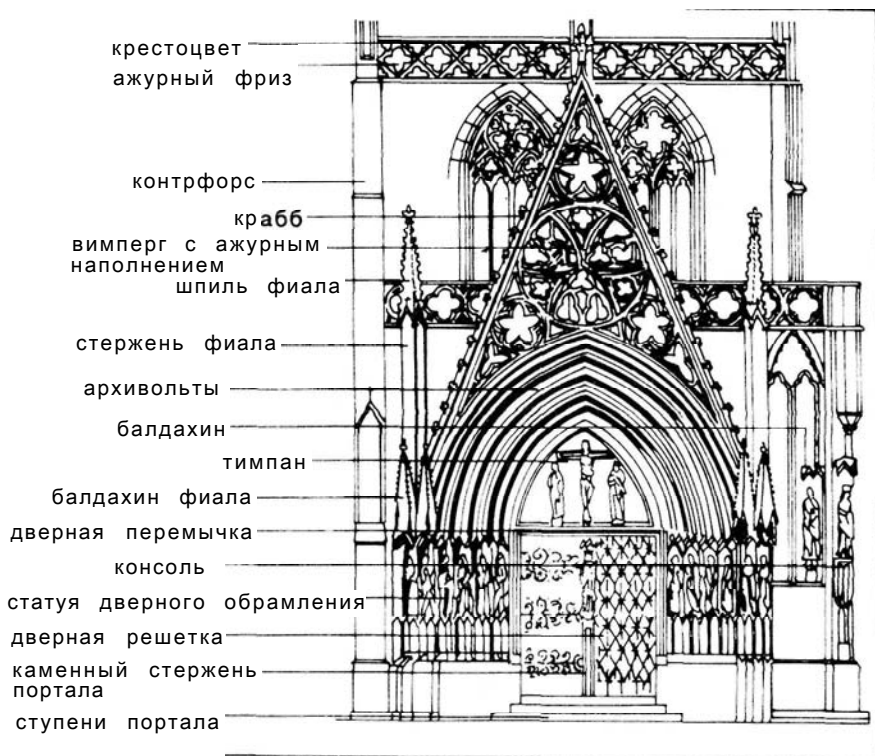 крестоцвет
ажурный фриз
контрфорс
крабб
вимперг с ажурным
наполнением
шпиль фиала
стержень фиала
архивольты
балдахин
тимпан
балдахин фиала
дверная перемычка
консоль
статуя дверного обрамления
дверная решетка
каменный стержень
портала
ступени портала